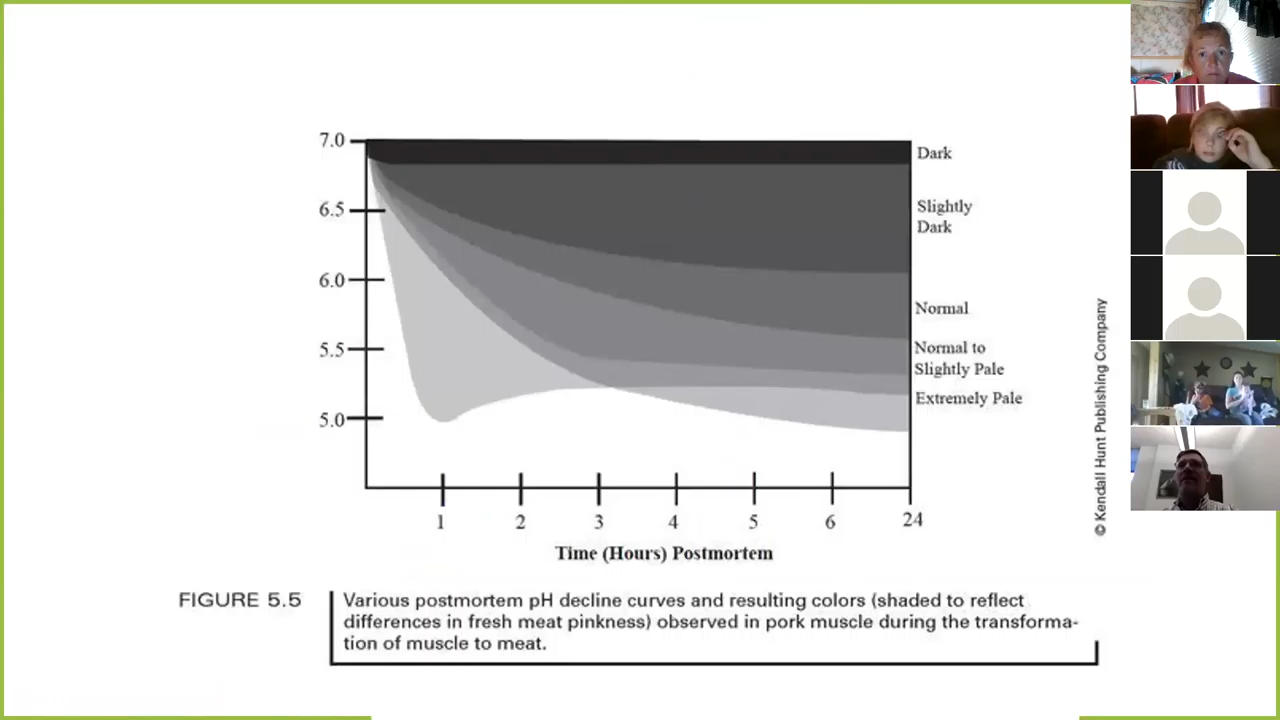 7.0
Dark
Slightly
6.5
Dark
6.0
Normal
5.5
Normal to
Slightly Pale
Extremely Pale
5.0
1
2
3
4
5
6
24
Time (Hours) Postmortem
© Kendall Hunt Publishing Company
FIGURE 5.5
Various postmortem pH decline curves and resulting colors (shaded to reflect
differences in fresh meat pinkness) observed in pork muscle during the transforma-
tion of muscle to meat.